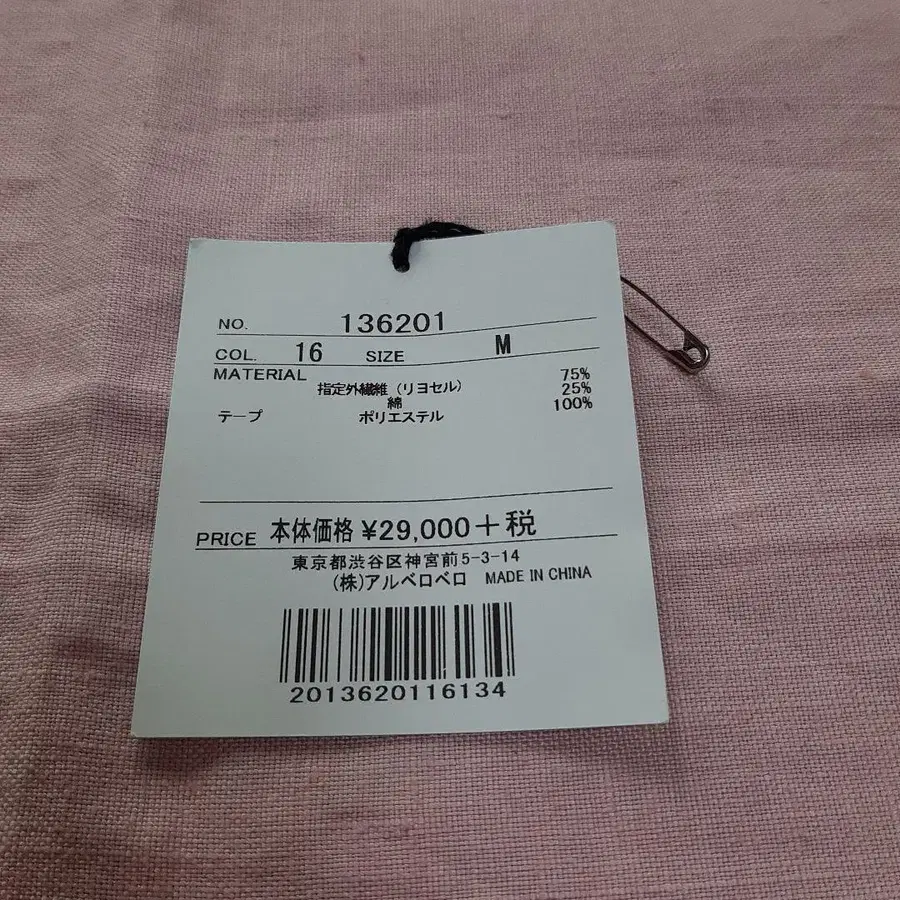 NO. 136201
COL. 16 SIZE M
MATERIAL 75%
指定外繊維（リヨセル） 25%
綿 100%
テープ ポリエステル
PRICE 本体価格 ¥29,000+税
東京都渋谷区神宮前5-3-14
(株)アルベロベロ MADE IN CHINA
2013620116134